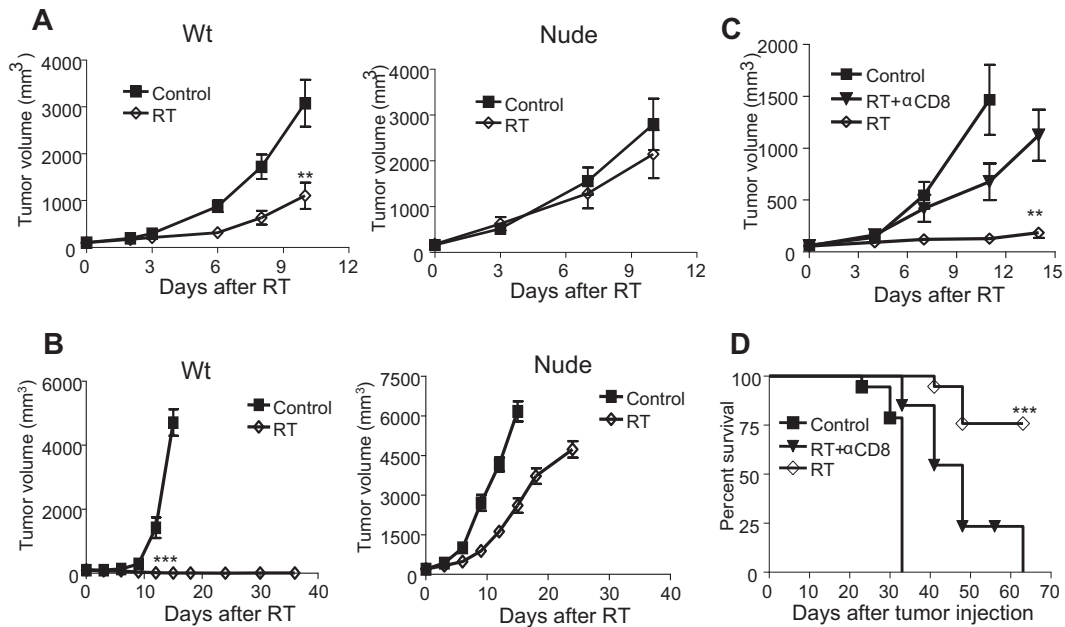 A
Wt
Tumor volume (mm3)
4000
3000
2000
1000
0
Control
RT
**
0 3 6 9 12
Days after RT
Nude
Tumor volume (mm3)
4000
3000
2000
1000
0
Control
RT
0 3 6 9 12
Days after RT
C
Tumor volume (mm3)
2000
1500
1000
500
0
Control
RT+αCD8
RT
**
0 3 6 9 12 15
Days after RT
B
Wt
Tumor volume (mm3)
6000
4000
2000
0
Control
RT
***
0 10 20 30 40
Days after RT
Nude
Tumor volume (mm3)
7500
6000
4500
3000
1500
0
Control
RT
0 10 20 30 40
Days after RT
D
Percent survival
100
75
50
25
0
Control
RT+αCD8
RT
***
0 10 20 30 40 50 60 70
Days after tumor injection